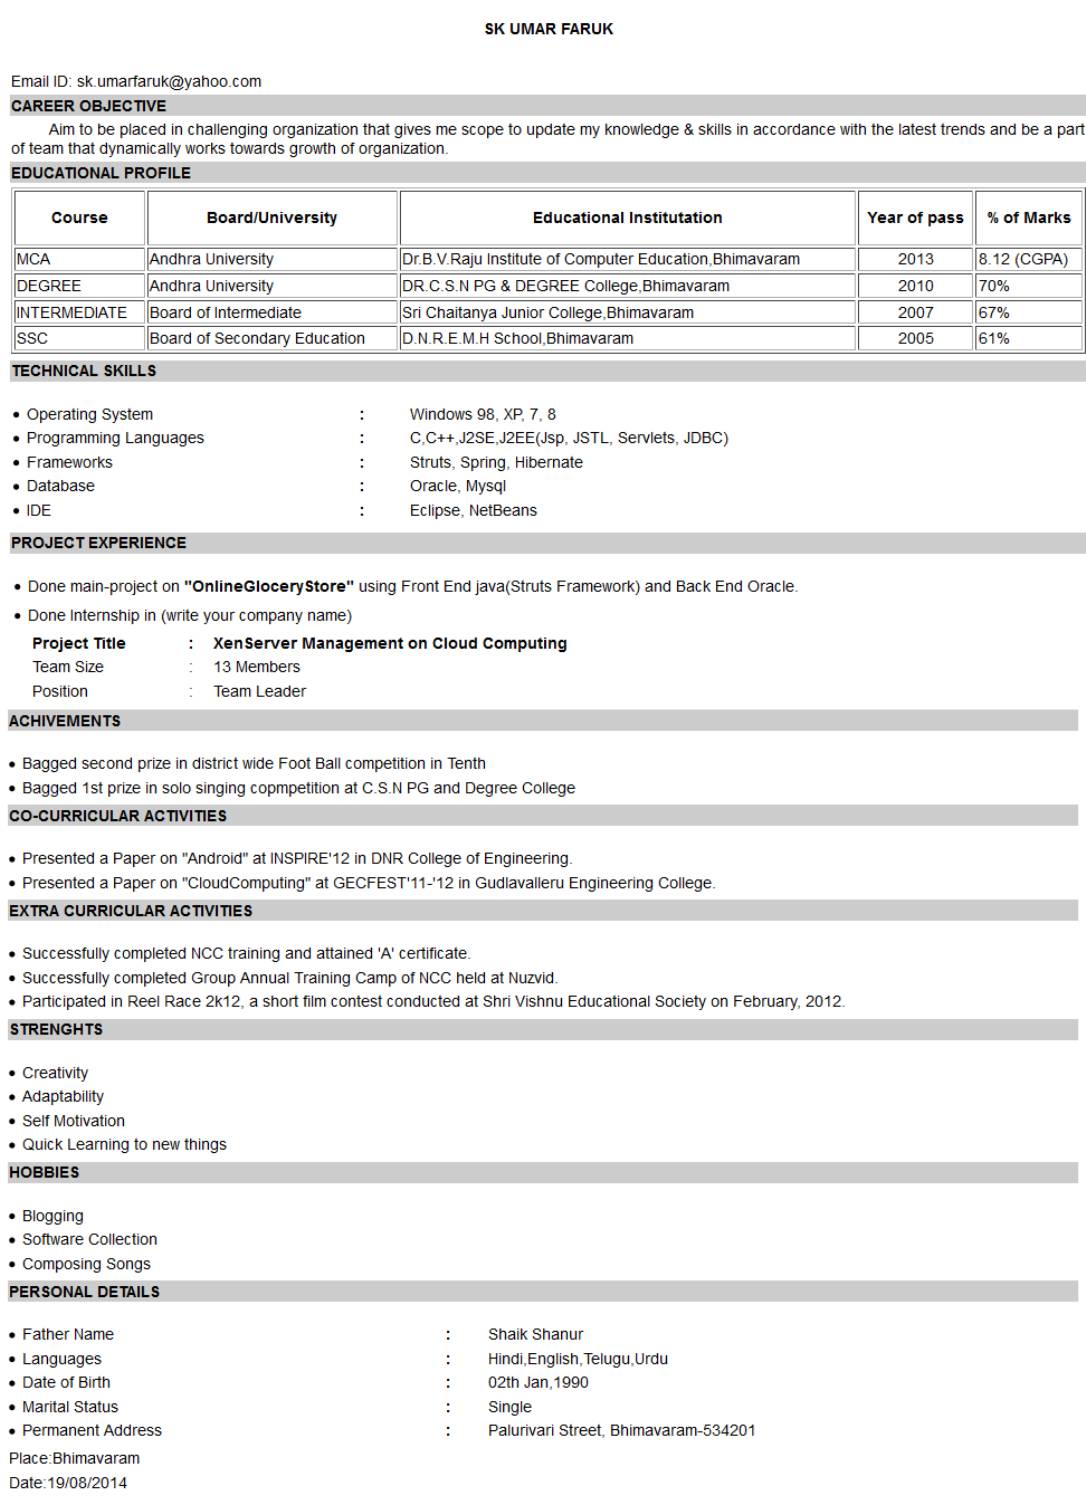 SK UMAR FARUK
Email ID: sk.umarfaruk@yahoo.com
CAREER OBJECTIVE
Aim to be placed in challenging organization that gives me scope to update my knowledge & skills in accordance with the latest trends and be a part
of team that dynamically works towards growth of organization.
EDUCATIONAL PROFILE
Course Board/University Educational Institutation Year of pass % of Marks
MCA Andhra University Dr.B.V.Raju Institute of Computer Education,Bhimavaram 2013 8.12 (CGPA)
DEGREE Andhra University DR.C.S.N PG & DEGREE College,Bhimavaram 2010 70%
INTERMEDIATE Board of Intermediate Sri Chaitanya Junior College,Bhimavaram 2007 67%
SSC Board of Secondary Education D.N.R.E.M.H School,Bhimavaram 2005 61%
TECHNICAL SKILLS
• Operating System : Windows 98, XP, 7, 8
• Programming Languages : C,C++,J2SE,J2EE(Jsp, JSTL, Servlets, JDBC)
• Frameworks : Struts, Spring, Hibernate
• Database : Oracle, Mysql
• IDE : Eclipse, NetBeans
PROJECT EXPERIENCE
• Done main-project on "OnlineGloceryStore" using Front End java(Struts Framework) and Back End Oracle.
• Done Internship in (write your company name)
Project Title : XenServer Management on Cloud Computing
Team Size : 13 Members
Position : Team Leader
ACHIVEMENTS
• Bagged second prize in district wide Foot Ball competition in Tenth
• Bagged 1st prize in solo singing copmpetition at C.S.N PG and Degree College
CO-CURRICULAR ACTIVITIES
• Presented a Paper on "Android" at INSPIRE'12 in DNR College of Engineering.
• Presented a Paper on "CloudComputing" at GECFEST'11-'12 in Gudlavalleru Engineering College.
EXTRA CURRICULAR ACTIVITIES
• Successfully completed NCC training and attained 'A' certificate.
• Successfully completed Group Annual Training Camp of NCC held at Nuzvid.
• Participated in Reel Race 2k12, a short film contest conducted at Shri Vishnu Educational Society on February, 2012.
STRENGHTS
• Creativity
• Adaptability
• Self Motivation
• Quick Learning to new things
HOBBIES
• Blogging
• Software Collection
• Composing Songs
PERSONAL DETAILS
• Father Name : Shaik Shanur
• Languages : Hindi,English,Telugu,Urdu
• Date of Birth : 02th Jan,1990
• Marital Status : Single
• Permanent Address : Palurivari Street, Bhimavaram-534201
Place:Bhimavaram
Date:19/08/2014